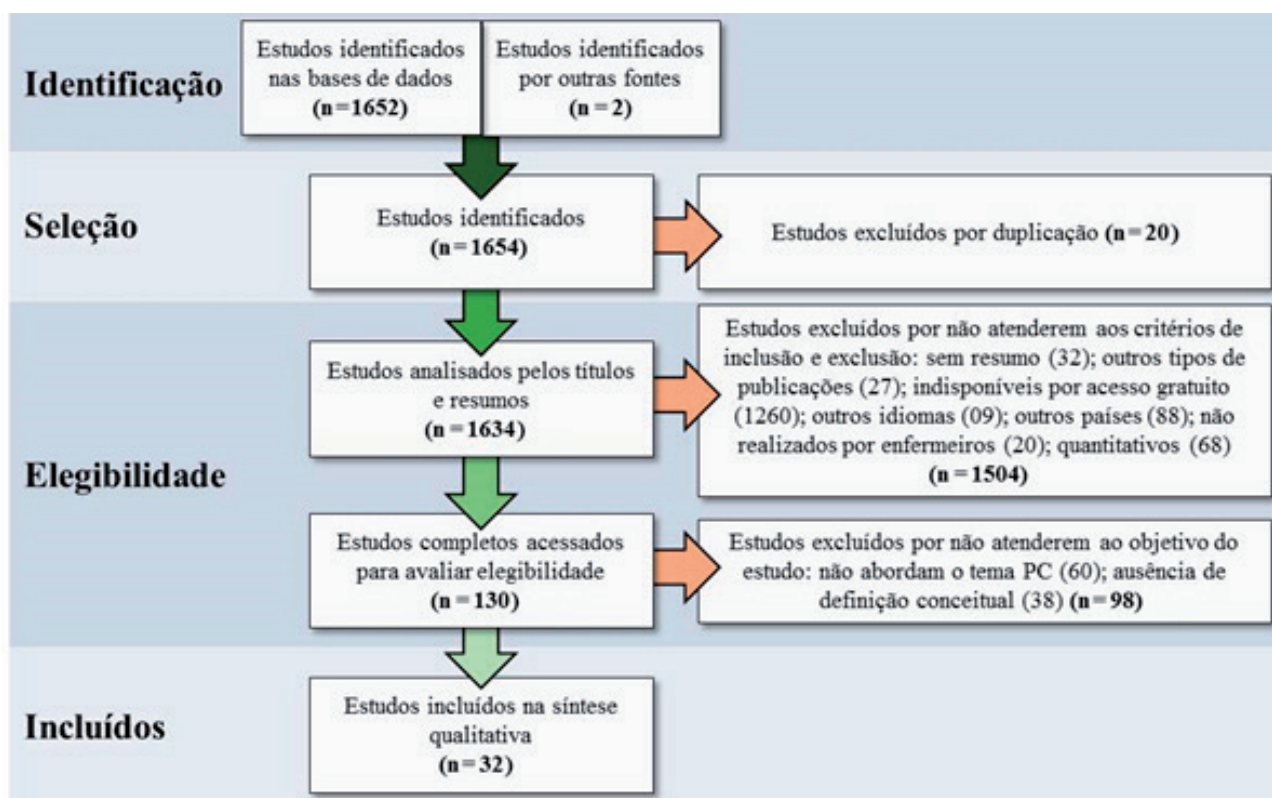 Identificação
Estudos identificados
nas bases de dados
(n=1652)
Estudos identificados
por outras fontes
(n=2)
Seleção
Estudos identificados
(n=1654)
Estudos excluídos por duplicação (n=20)
Elegibilidade
Estudos analisados pelos títulos
e resumos
(n=1634)
Estudos excluídos por não atenderem aos critérios de
inclusão e exclusão: sem resumo (32); outros tipos de
publicações (27); indisponíveis por acesso gratuito
(1260); outros idiomas (09); outros países (88); não
realizados por enfermeiros (20); quantitativos (68)
(n=1504)
Estudos completos acessados
para avaliar elegibilidade
(n=130)
Estudos excluídos por não atenderem ao objetivo do
estudo: não abordam o tema PC (60); ausência de
definição conceitual (38) (n=98)
Incluídos
Estudos incluídos na síntese
qualitativa
(n=32)